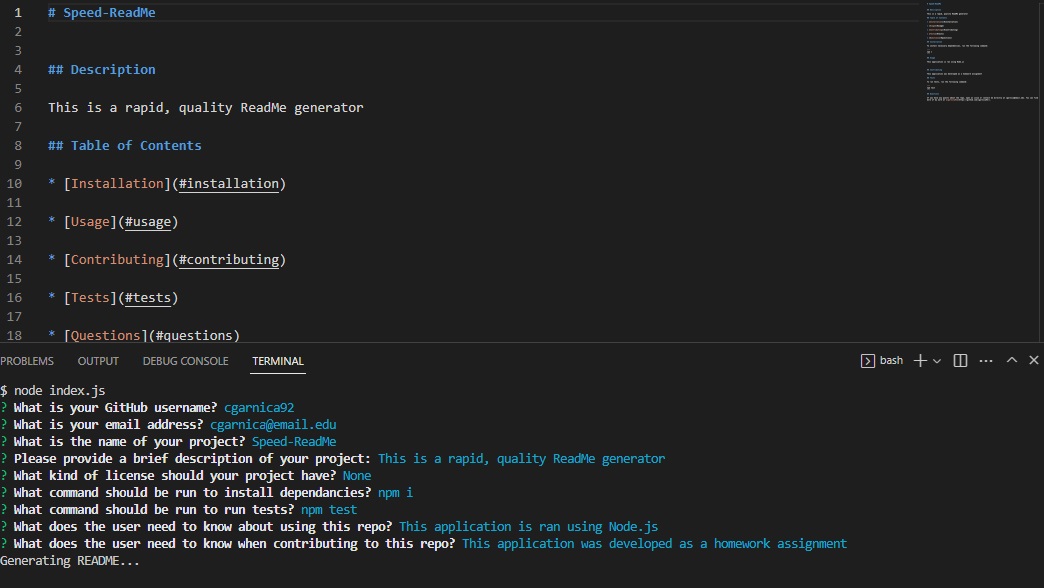 1 # Speed-ReadMe
2
3
4 ## Description
5
6 This is a rapid, quality ReadMe generator
7
8 ## Table of Contents
9
10 * [Installation](#installation)
11
12 * [Usage](#usage)
13
14 * [Contributing](#contributing)
15
16 * [Tests](#tests)
17
18 * [Questions](#questions)
PROBLEMS OUTPUT DEBUG CONSOLE TERMINAL bash
$ node index.js
? What is your GitHub username? cgarnica92
? What is your email address? cgarnica@email.edu
? What is the name of your project? Speed-ReadMe
? Please provide a brief description of your project: This is a rapid, quality ReadMe generator
? What kind of license should your project have? None
? What command should be run to install dependancies? npm i
? What command should be run to run tests? npm test
? What does the user need to know about using this repo? This application is ran using Node.js
? What does the user need to know when contributing to this repo? This application was developed as a homework assignment
Generating README...